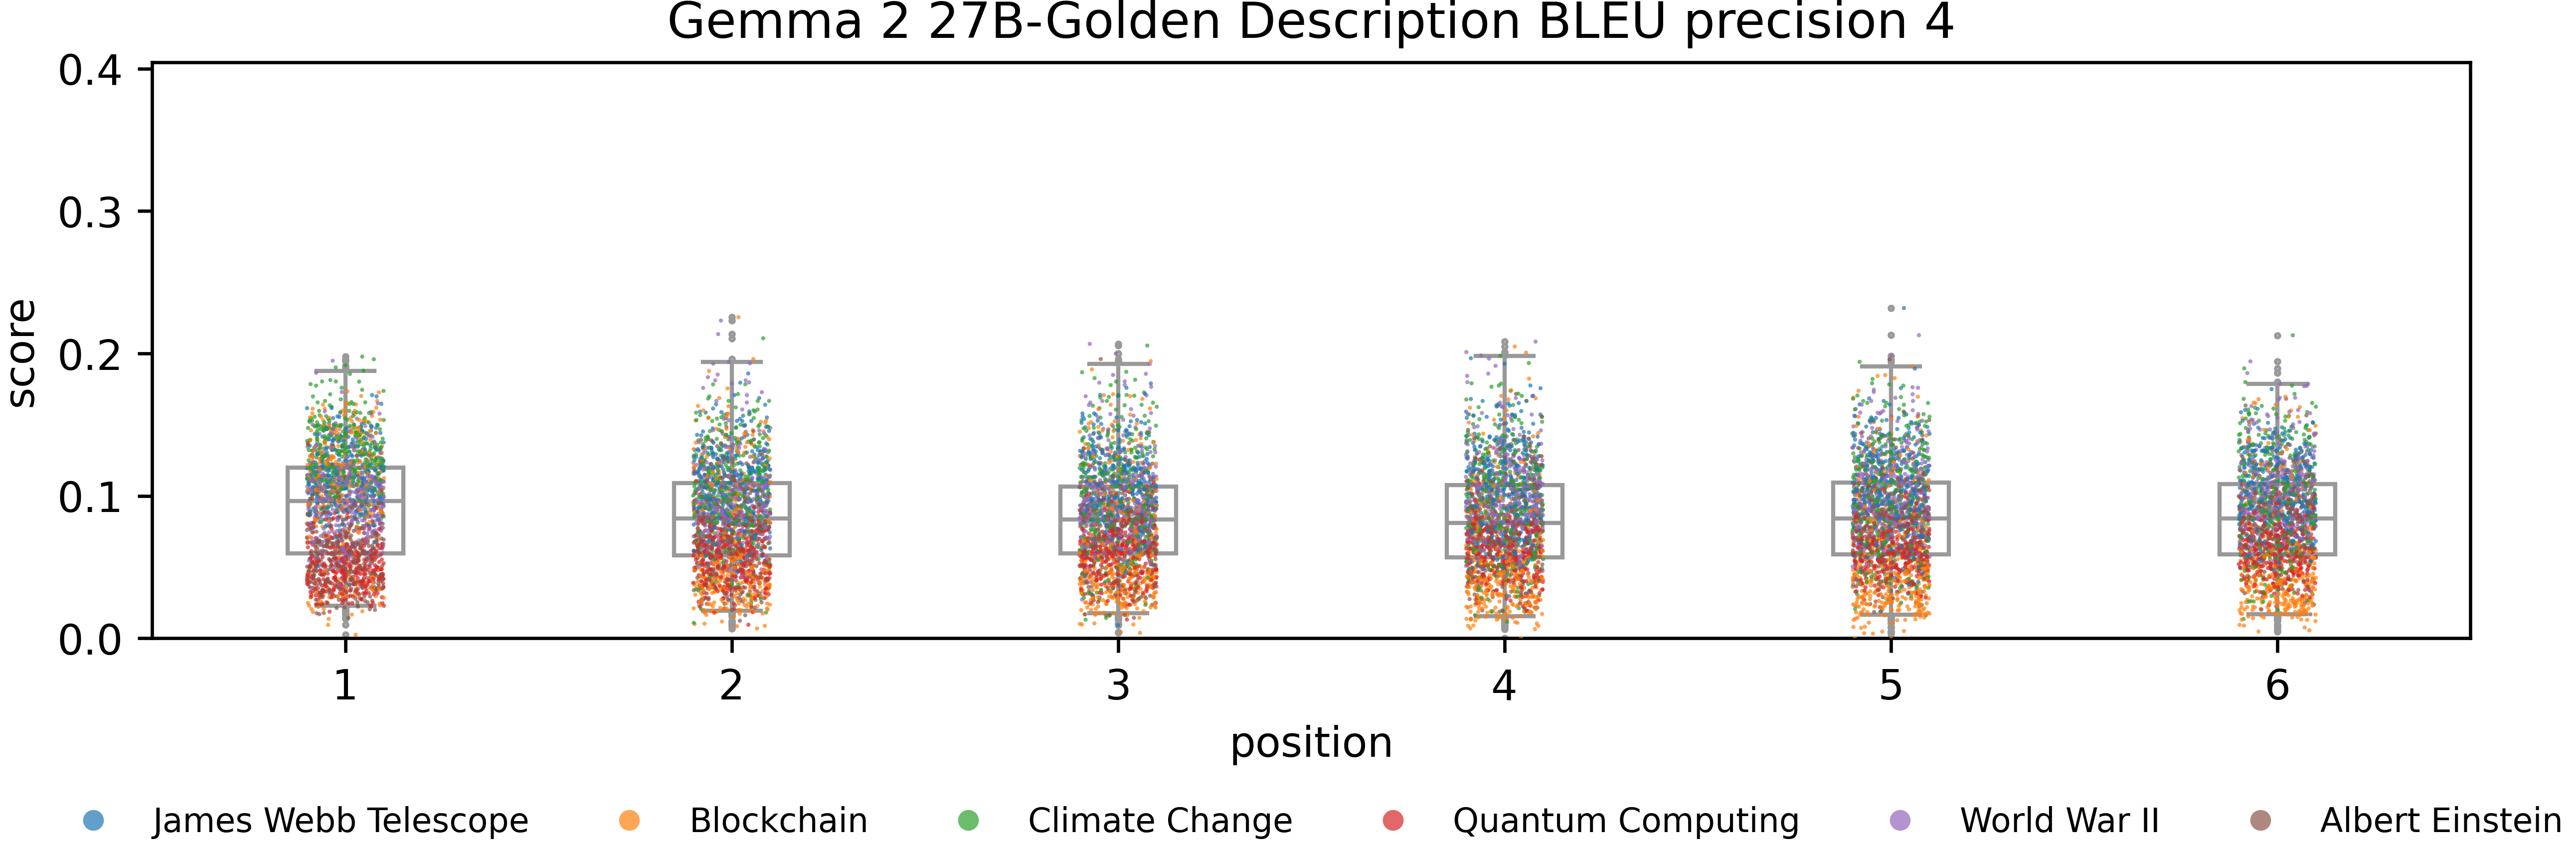 Gemma 2 27B-Golden Description BLEU precision 4
0.4
0.3
0.2
0.1
0.0
score
1 2 3 4 5 6
position
James Webb Telescope Blockchain Climate Change Quantum Computing World War II Albert Einstein